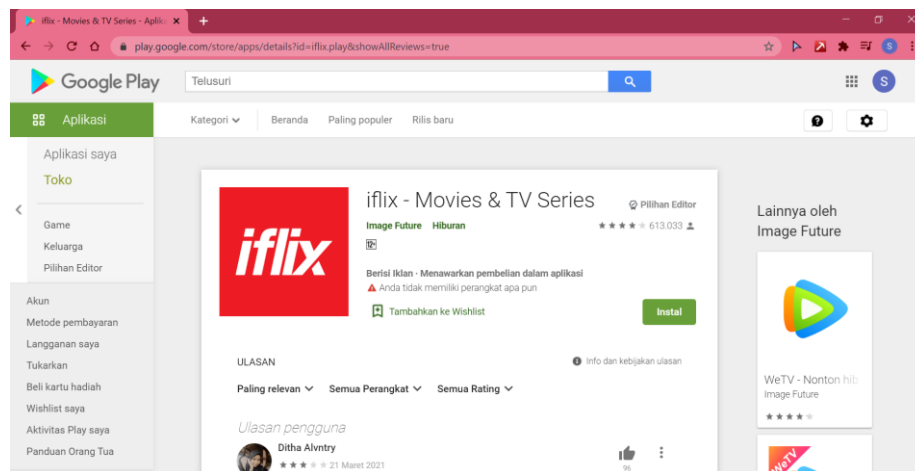 iflix - Movies & TV Series - Aplik
play.google.com/store/apps/details?id=iflix.play&showAllReviews=true
S
Google Play
Telusuri
S
Aplikasi
Kategori
Beranda
Paling populer
Rilis baru
Aplikasi saya
Toko
Game
Keluarga
Pilihan Editor
Akun
Metode pembayaran
Langganan saya
Tukarkan
Beli kartu hadiah
Wishlist saya
Aktivitas Play saya
Panduan Orang Tua
iflix
iflix - Movies & TV Series
Pilihan Editor
Image Future Hiburan
613.033
12+
Berisi Iklan · Menawarkan pembelian dalam aplikasi
Anda tidak memiliki perangkat apa pun
Tambahkan ke Wishlist
Instal
ULASAN
Info dan kebijakan ulasan
Paling relevan
Semua Perangkat
Semua Rating
Ulasan pengguna
Ditha Alvntry
21 Maret 2021
96
Lainnya oleh
Image Future
WeTV - Nonton hib
Image Future
WeTV